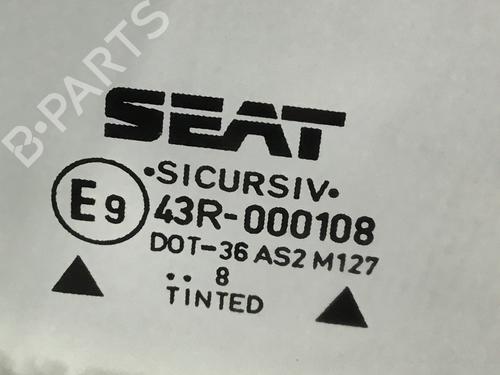 B-PARTS
SEAT
•SICURSIV•
E9 43R-000108
DOT-36 AS2 M127
.. 8
TINTED